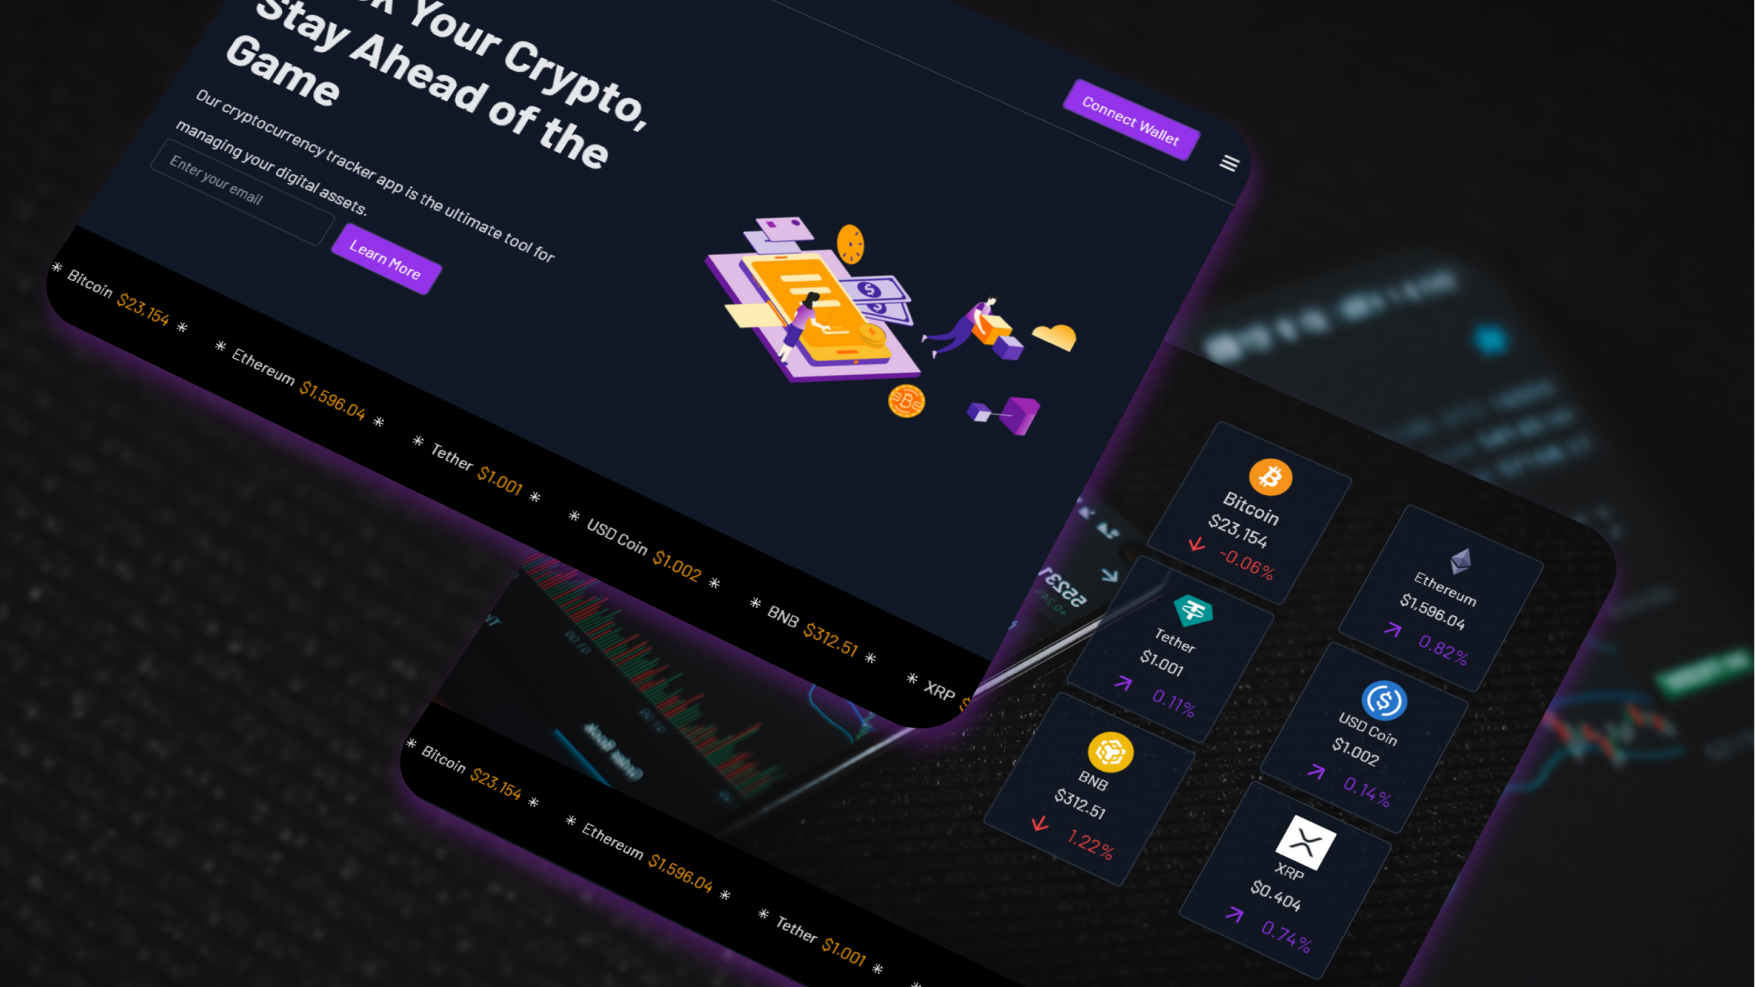 Your Crypto,
Stay Ahead of the
Game
Our cryptocurrency tracker app is the ultimate tool for
managing your digital assets.
Enter your email
Learn More
Connect Wallet
* Bitcoin $23,154 *
* Ethereum $1,596.04 *
* Tether $1.001 *
* USD Coin $1.002 *
* BNB $312.51 *
* XRP
Bitcoin
$23,154
-0.06%
Ethereum
$1,596.04
0.82%
Tether
$1.001
0.11%
USD Coin
$1.002
0.14%
BNB
$312.51
1.22%
XRP
$0.404
0.74%
* Bitcoin $23,154 *
* Ethereum $1,596.04 *
* Tether $1.001 *